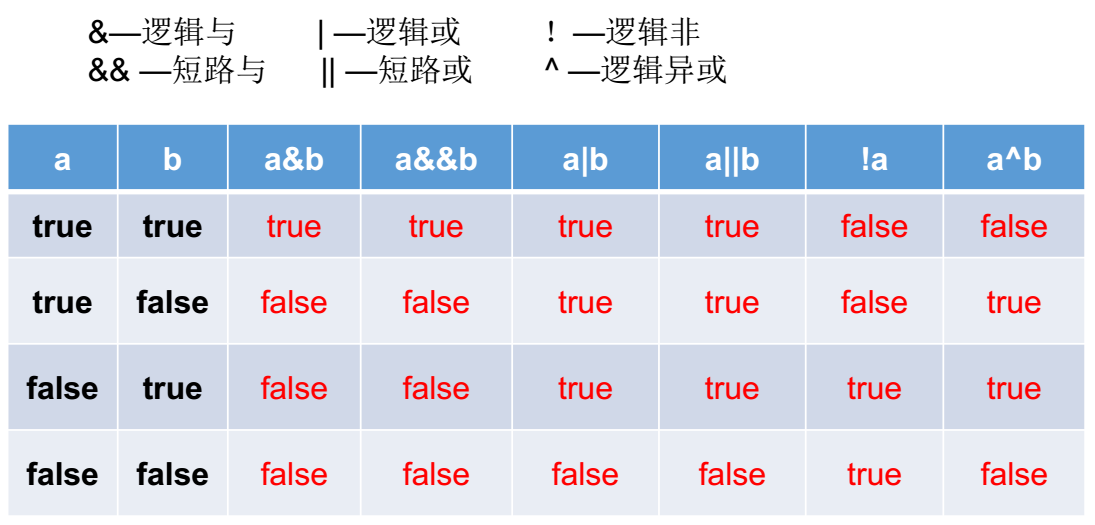 &—逻辑与 | —逻辑或 ！—逻辑非
&& —短路与 || —短路或 ^ —逻辑异或
a b a&b a&&b a|b a||b !a a^b
true true true true true true false false
true false false false true true false true
false true false false true true true true
false false false false false false true false